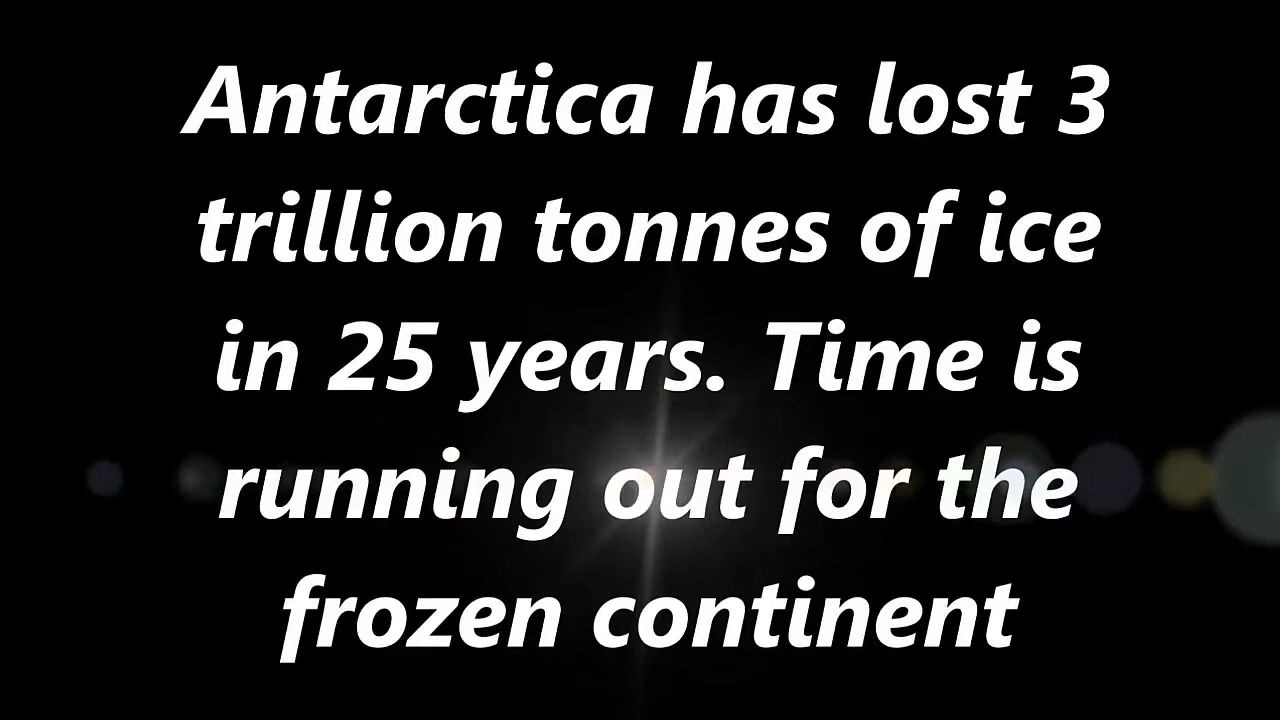 Antarctica has lost 3
trillion tonnes of ice
in 25 years. Time is
running out for the
frozen continent